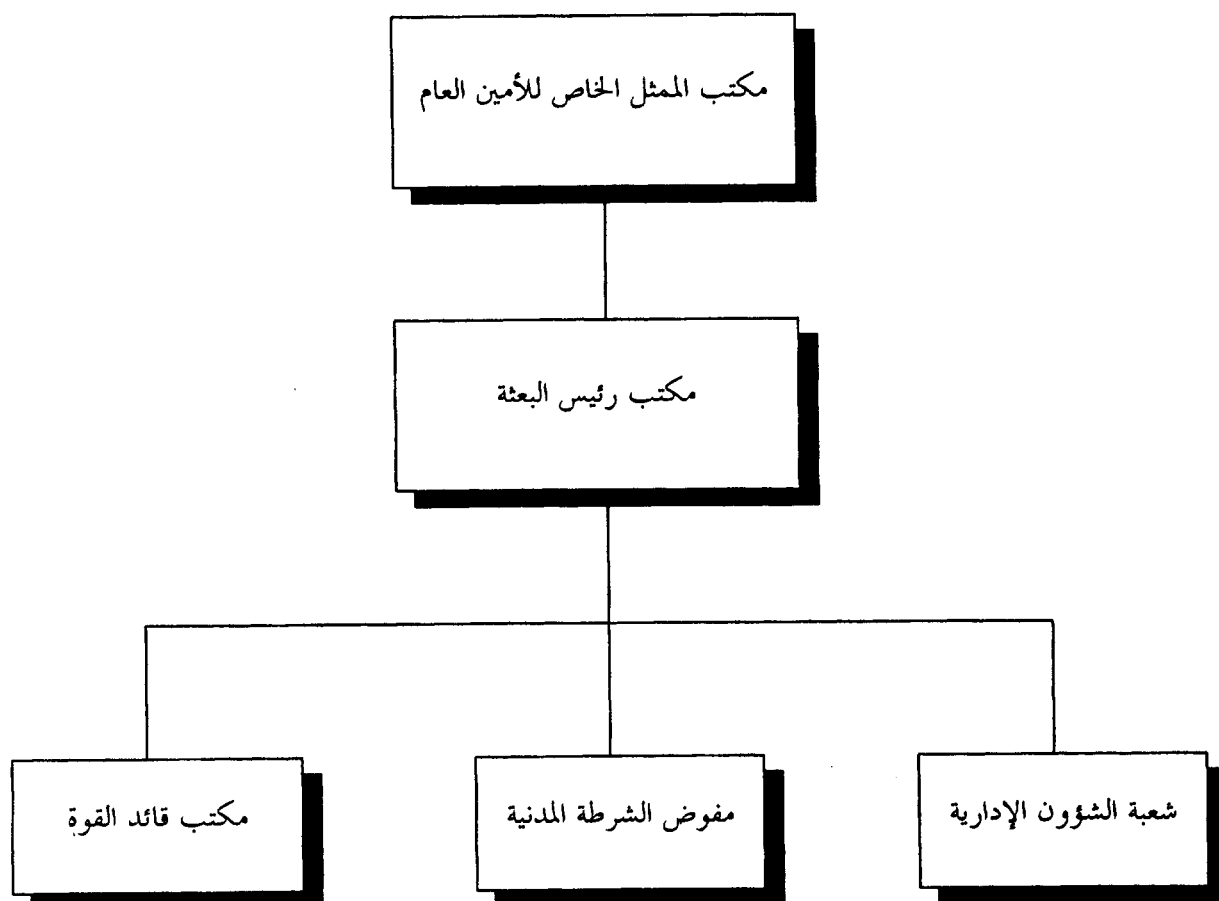 مكتب الممثل الخاص للأمين العام
مكتب رئيس البعثة
شعبة الشؤون الإدارية
مفوض الشرطة المدنية
مكتب قائد القوة